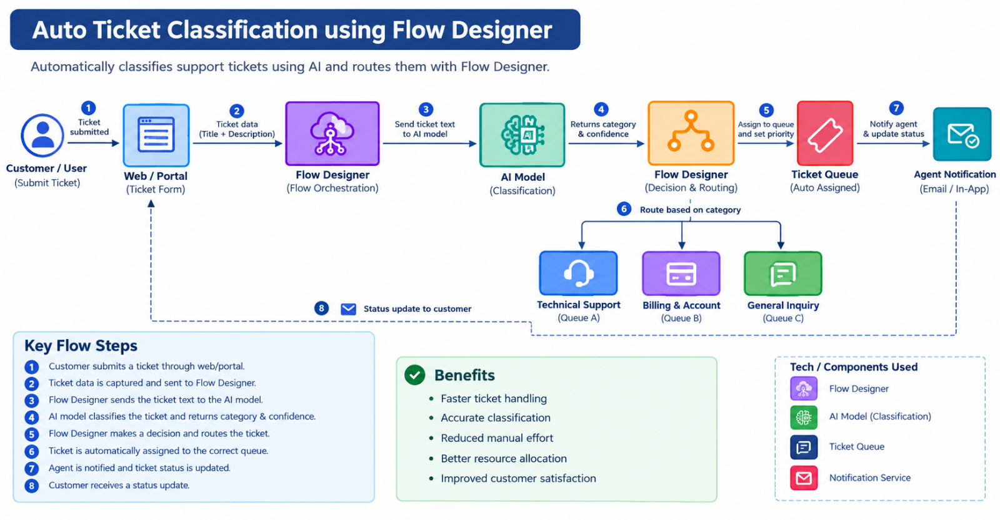 Auto Ticket Classification using Flow Designer
Automatically classifies support tickets using AI and routes them with Flow Designer.
1
Ticket
submitted
2
Ticket data
(Title + Description)
3
Send ticket text
to AI model
4
Returns category
& confidence
5
Assign to queue
and set priority
7
Notify agent
& update status
AI
Customer / User
(Submit Ticket)
Web / Portal
(Ticket Form)
Flow Designer
(Flow Orchestration)
AI Model
(Classification)
Flow Designer
(Decision & Routing)
Ticket Queue
(Auto Assigned)
Agent Notification
(Email / In-App)
6 Route based on category
Technical Support
(Queue A)
Billing & Account
(Queue B)
General Inquiry
(Queue C)
8 Status update to customer
Key Flow Steps
1 Customer submits a ticket through web/portal.
2 Ticket data is captured and sent to Flow Designer.
3 Flow Designer sends the ticket text to the AI model.
4 AI model classifies the ticket and returns category & confidence.
5 Flow Designer makes a decision and routes the ticket.
6 Ticket is automatically assigned to the correct queue.
7 Agent is notified and ticket status is updated.
8 Customer receives a status update.
Benefits
• Faster ticket handling
• Accurate classification
• Reduced manual effort
• Better resource allocation
• Improved customer satisfaction
Tech / Components Used
Flow Designer
AI Model (Classification)
Ticket Queue
Notification Service